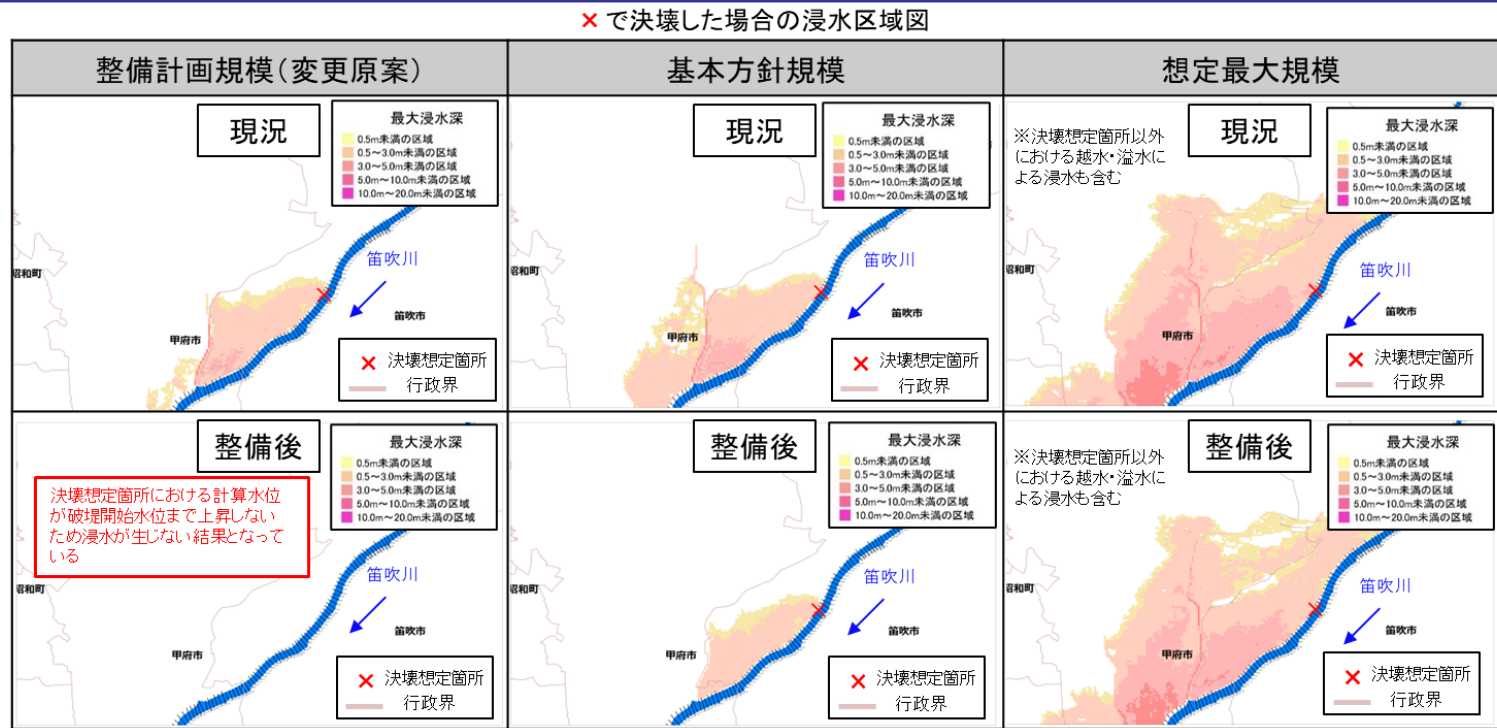 ×で決壊した場合の浸水区域図
整備計画規模(変更原案)
基本方針規模
想定最大規模
現況
最大浸水深
0.5m未満の区域
0.5～3.0m未満の区域
3.0～5.0m未満の区域
5.0m～10.0m未満の区域
10.0m～20.0m未満の区域
昭和町
笛吹川
笛吹市
甲府市
× 決壊想定箇所
行政界
現況
最大浸水深
0.5m未満の区域
0.5～3.0m未満の区域
3.0～5.0m未満の区域
5.0m～10.0m未満の区域
10.0m～20.0m未満の区域
昭和町
笛吹川
笛吹市
甲府市
× 決壊想定箇所
行政界
※決壊想定箇所以外
における越水・溢水に
よる浸水も含む
現況
最大浸水深
0.5m未満の区域
0.5～3.0m未満の区域
3.0～5.0m未満の区域
5.0m～10.0m未満の区域
10.0m～20.0m未満の区域
昭和町
笛吹川
笛吹市
甲府市
× 決壊想定箇所
行政界
整備後
最大浸水深
0.5m未満の区域
0.5～3.0m未満の区域
3.0～5.0m未満の区域
5.0m～10.0m未満の区域
10.0m～20.0m未満の区域
決壊想定箇所における計算水位
が破堤開始水位まで上昇しない
ため浸水が生じない結果となって
いる
昭和町
笛吹川
笛吹市
甲府市
× 決壊想定箇所
行政界
整備後
最大浸水深
0.5m未満の区域
0.5～3.0m未満の区域
3.0～5.0m未満の区域
5.0m～10.0m未満の区域
10.0m～20.0m未満の区域
昭和町
笛吹川
笛吹市
甲府市
× 決壊想定箇所
行政界
※決壊想定箇所以外
における越水・溢水に
よる浸水も含む
整備後
最大浸水深
0.5m未満の区域
0.5～3.0m未満の区域
3.0～5.0m未満の区域
5.0m～10.0m未満の区域
10.0m～20.0m未満の区域
昭和町
笛吹川
笛吹市
甲府市
× 決壊想定箇所
行政界